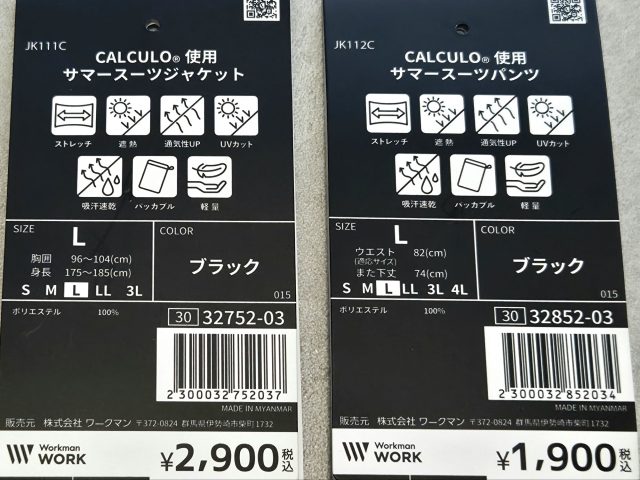 JK111C
CALCULO® 使用
サマースーツジャケット
ストレッチ 遮熱 通気性UP UVカット
吸汗速乾 パッカブル 軽量
SIZE
L
胸囲 96〜104(cm)
身長 175〜185(cm)
S M L LL 3L
COLOR
ブラック
015
ポリエステル 100%
30 32752-03
2300032752037
MADE IN MYANMAR
販売元 株式会社 ワークマン 〒372-0824 群馬県伊勢崎市柴町1732
Workman
WORK
¥2,900税込
JK112C
CALCULO® 使用
サマースーツパンツ
ストレッチ 遮熱 通気性UP UVカット
吸汗速乾 パッカブル 軽量
SIZE
L
ウエスト 82(cm)
(適応サイズ)
また下丈 74(cm)
S M L LL 3L 4L
COLOR
ブラック
015
ポリエステル 100%
30 32852-03
2300032852034
MADE IN MYANMAR
販売元 株式会社 ワークマン 〒372-0824 群馬県伊勢崎市柴町1732
Workman
WORK
¥1,900税込